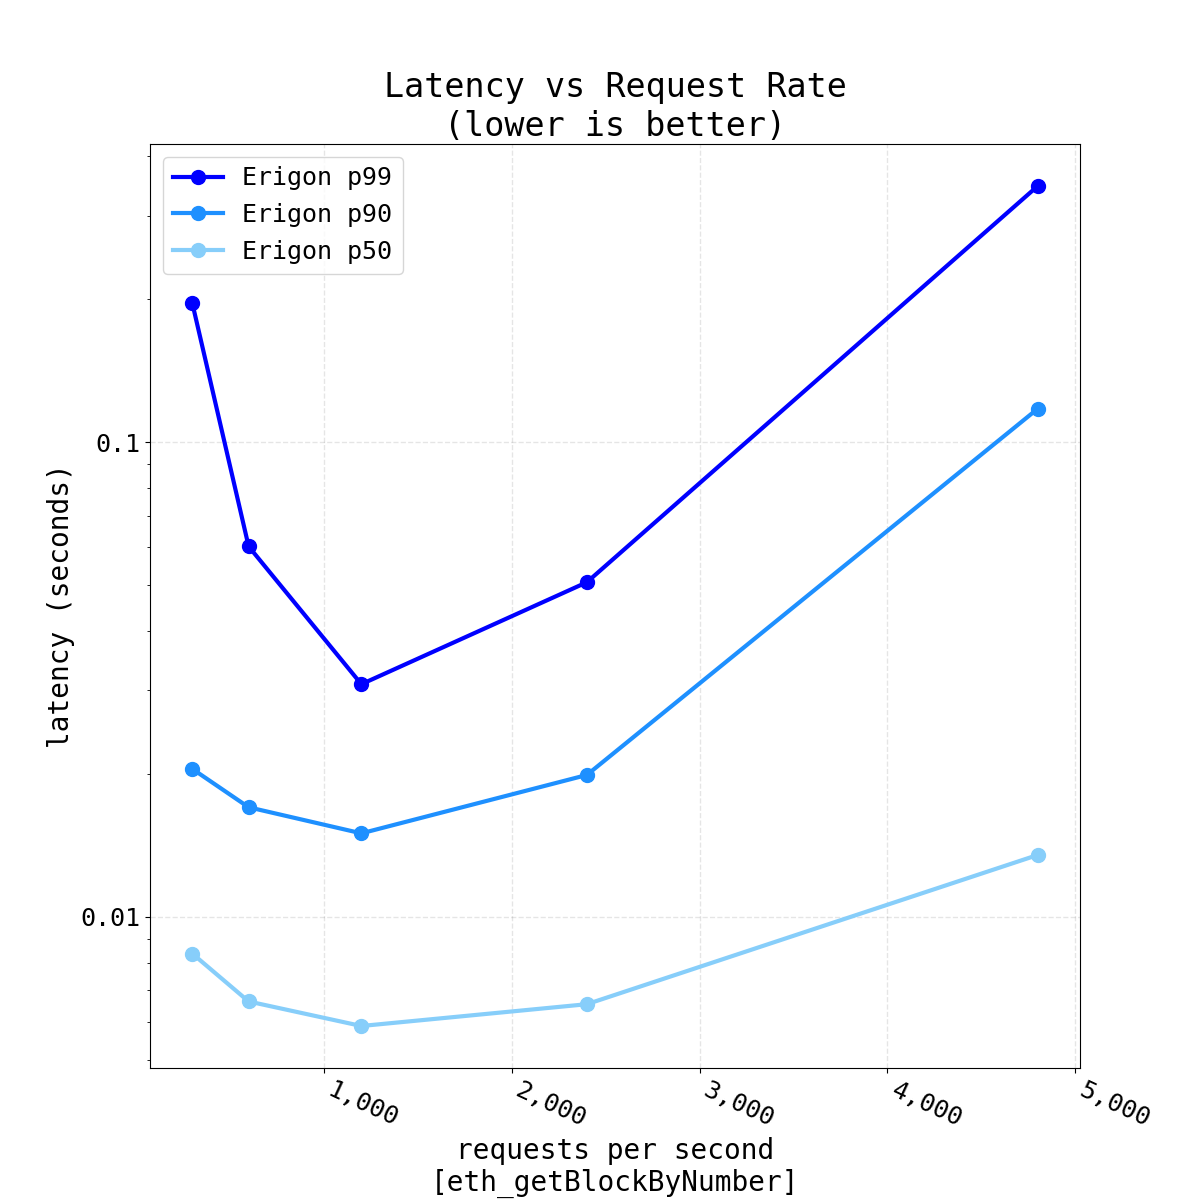 Latency vs Request Rate
(lower is better)
Erigon p99
Erigon p90
Erigon p50
latency (seconds)
0.1
0.01
1,000
2,000
3,000
4,000
5,000
requests per second
[eth_getBlockByNumber]